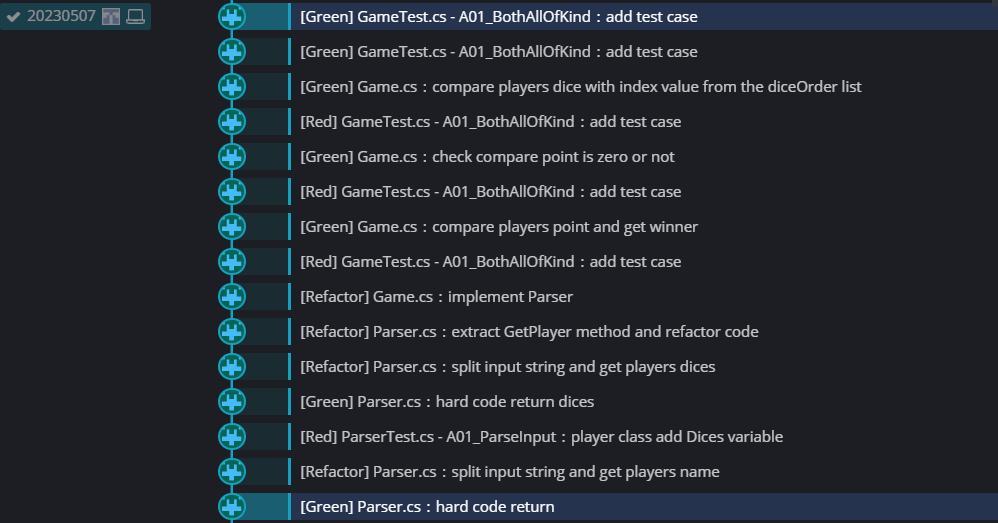 20230507
[Green] GameTest.cs - A01_BothAllOfKind : add test case
[Green] GameTest.cs - A01_BothAllOfKind : add test case
[Green] Game.cs : compare players dice with index value from the diceOrder list
[Red] GameTest.cs - A01_BothAllOfKind : add test case
[Green] Game.cs : check compare point is zero or not
[Red] GameTest.cs - A01_BothAllOfKind : add test case
[Green] Game.cs : compare players point and get winner
[Red] GameTest.cs - A01_BothAllOfKind : add test case
[Refactor] Game.cs : implement Parser
[Refactor] Parser.cs : extract GetPlayer method and refactor code
[Refactor] Parser.cs : split input string and get players dices
[Green] Parser.cs : hard code return dices
[Red] ParserTest.cs - A01_ParseInput : player class add Dices variable
[Refactor] Parser.cs : split input string and get players name
[Green] Parser.cs : hard code return